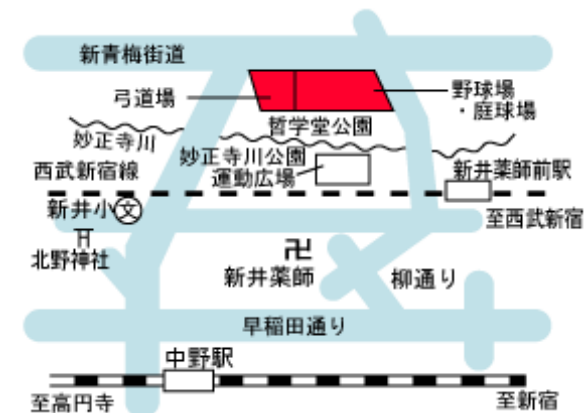 新青梅街道
弓道場
野球場
・庭球場
哲学堂公園
妙正寺川
妙正寺川公園
運動広場
西武新宿線
新井薬師前駅
新井小
文
至西武新宿
北野神社
卍
新井薬師
柳通り
早稲田通り
中野駅
至高円寺
至新宿